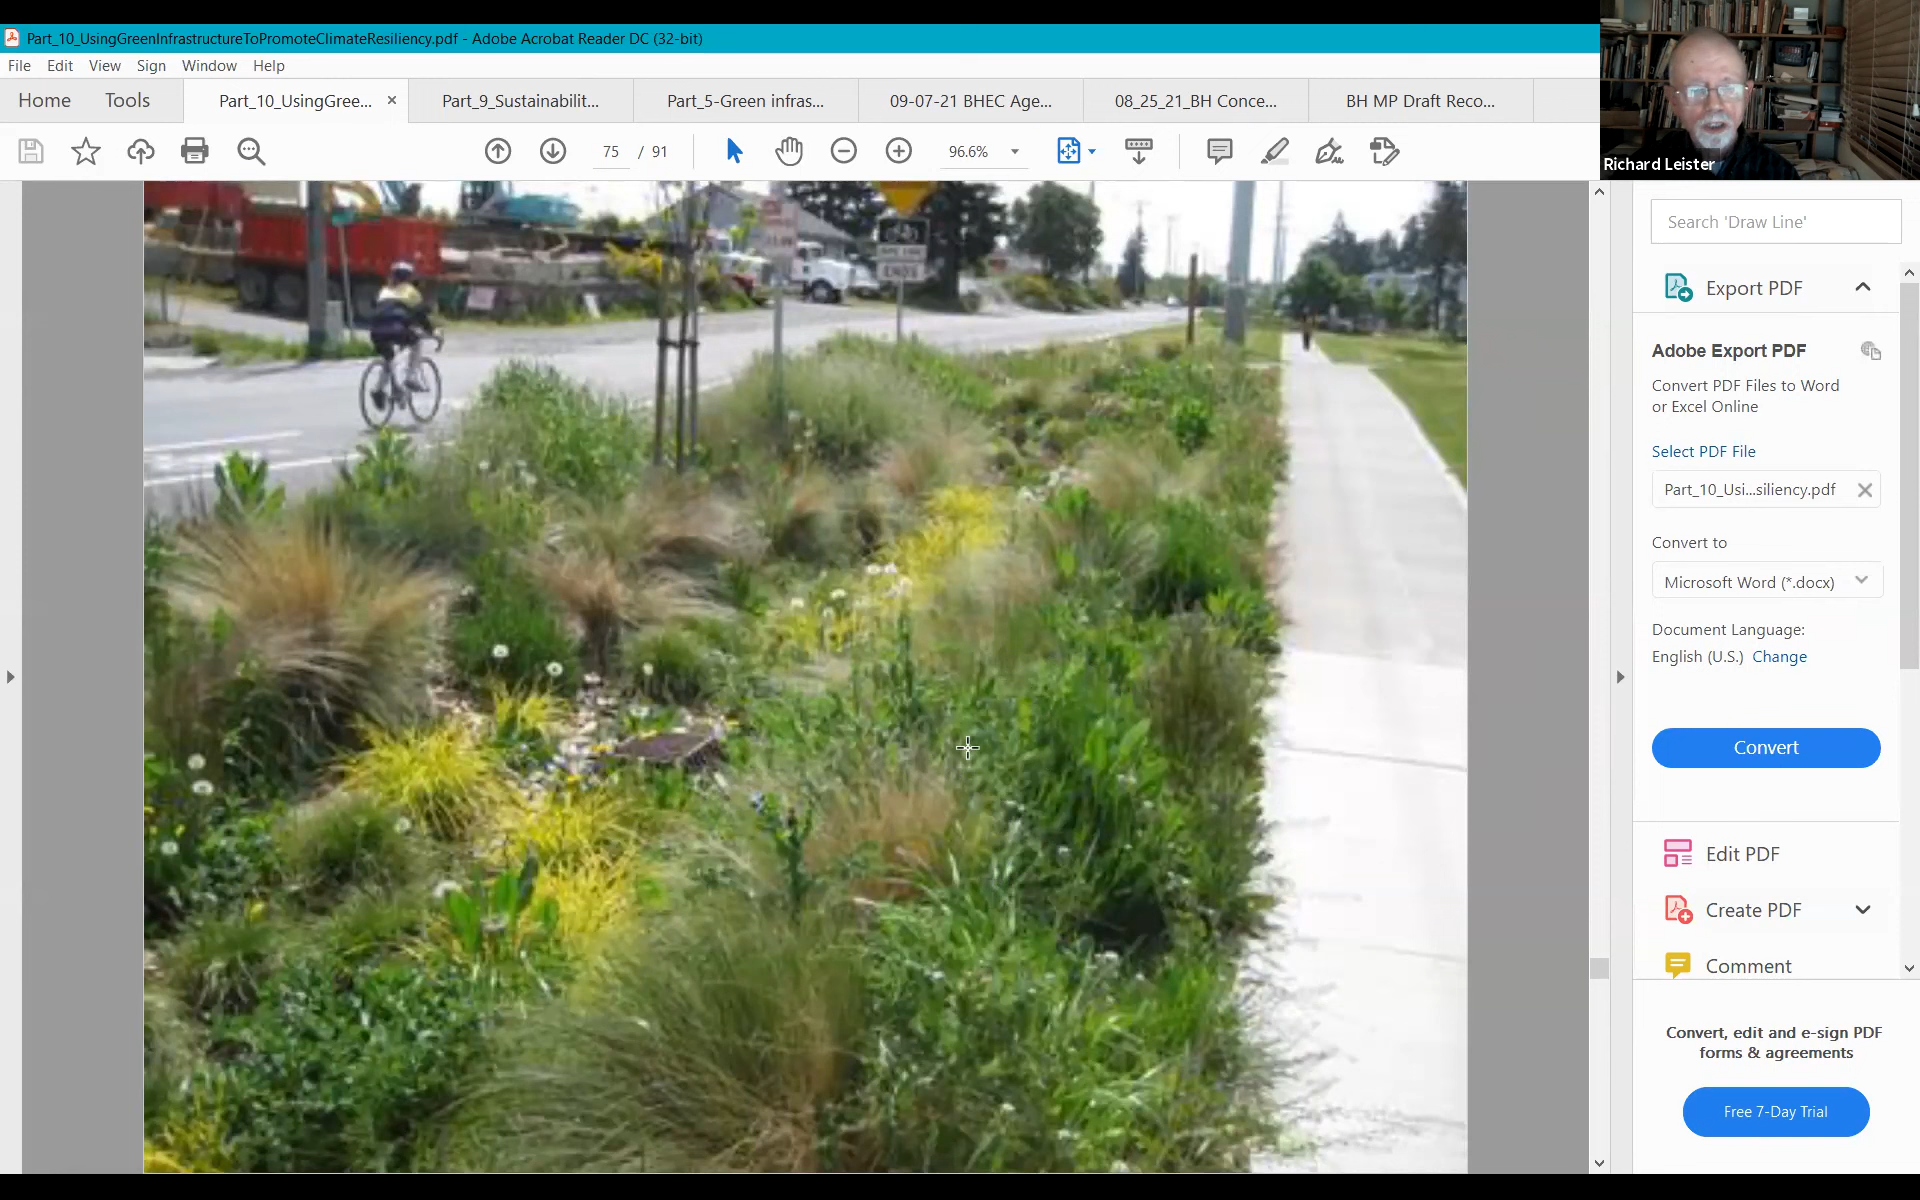 Part_10_UsingGreenInfrastructureToPromoteClimateResiliency.pdf - Adobe Acrobat Reader DC (32-bit)
File Edit View Sign Window Help
Home Tools Part_10_UsingGree... × Part_9_Sustainabilit... Part_5-Green infras... 09-07-21 BHEC Age... 08_25_21_BH Conce... BH MP Draft Reco...
75 / 91 96.6%
Richard Leister
Search 'Draw Line'
Export PDF
Adobe Export PDF
Convert PDF Files to Word
or Excel Online
Select PDF File
Part_10_Usi...siliency.pdf
Convert to
Microsoft Word (*.docx)
Document Language:
English (U.S.) Change
Convert
Edit PDF
Create PDF
Comment
Convert, edit and e-sign PDF
forms & agreements
Free 7-Day Trial
ENDS